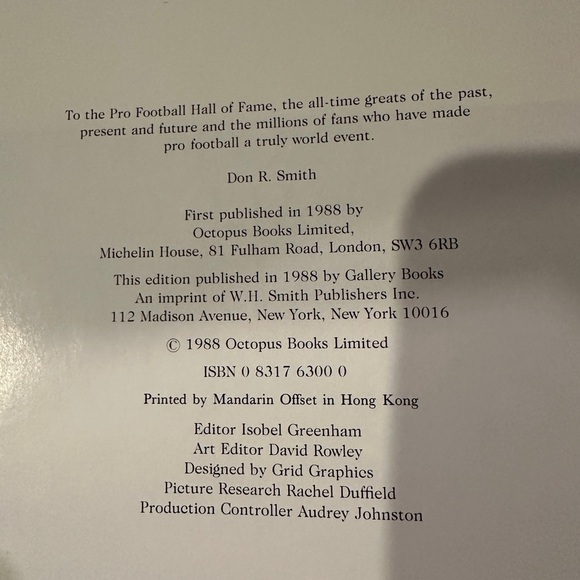 To the Pro Football Hall of Fame, the all-time greats of the past,
present and future and the millions of fans who have made
pro football a truly world event.
Don R. Smith
First published in 1988 by
Octopus Books Limited,
Michelin House, 81 Fulham Road, London, SW3 6RB
This edition published in 1988 by Gallery Books
An imprint of W.H. Smith Publishers Inc.
112 Madison Avenue, New York, New York 10016
© 1988 Octopus Books Limited
ISBN 0 8317 6300 0
Printed by Mandarin Offset in Hong Kong
Editor Isobel Greenham
Art Editor David Rowley
Designed by Grid Graphics
Picture Research Rachel Duffield
Production Controller Audrey Johnston